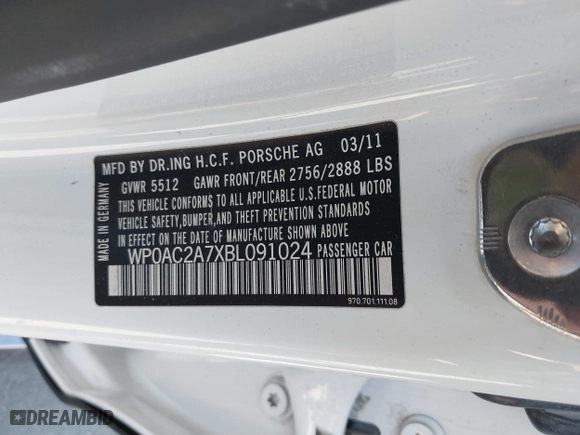 MFD BY DR.ING H.C.F. PORSCHE AG 03/11
GVWR 5512 GAWR FRONT/REAR 2756/2888 LBS
THIS VEHICLE CONFORMS TO ALL APPLICABLE U.S.FEDERAL MOTOR
VEHICLE SAFETY,BUMPER,AND THEFT PREVENTION STANDARDS
IN EFFECT ON THE DATE OF MANUFACTURE SHOWN ABOVE
WP0AC2A7XBL091024 PASSENGER CAR
970.701.111.08
MADE IN GERMANY
DREAMBID